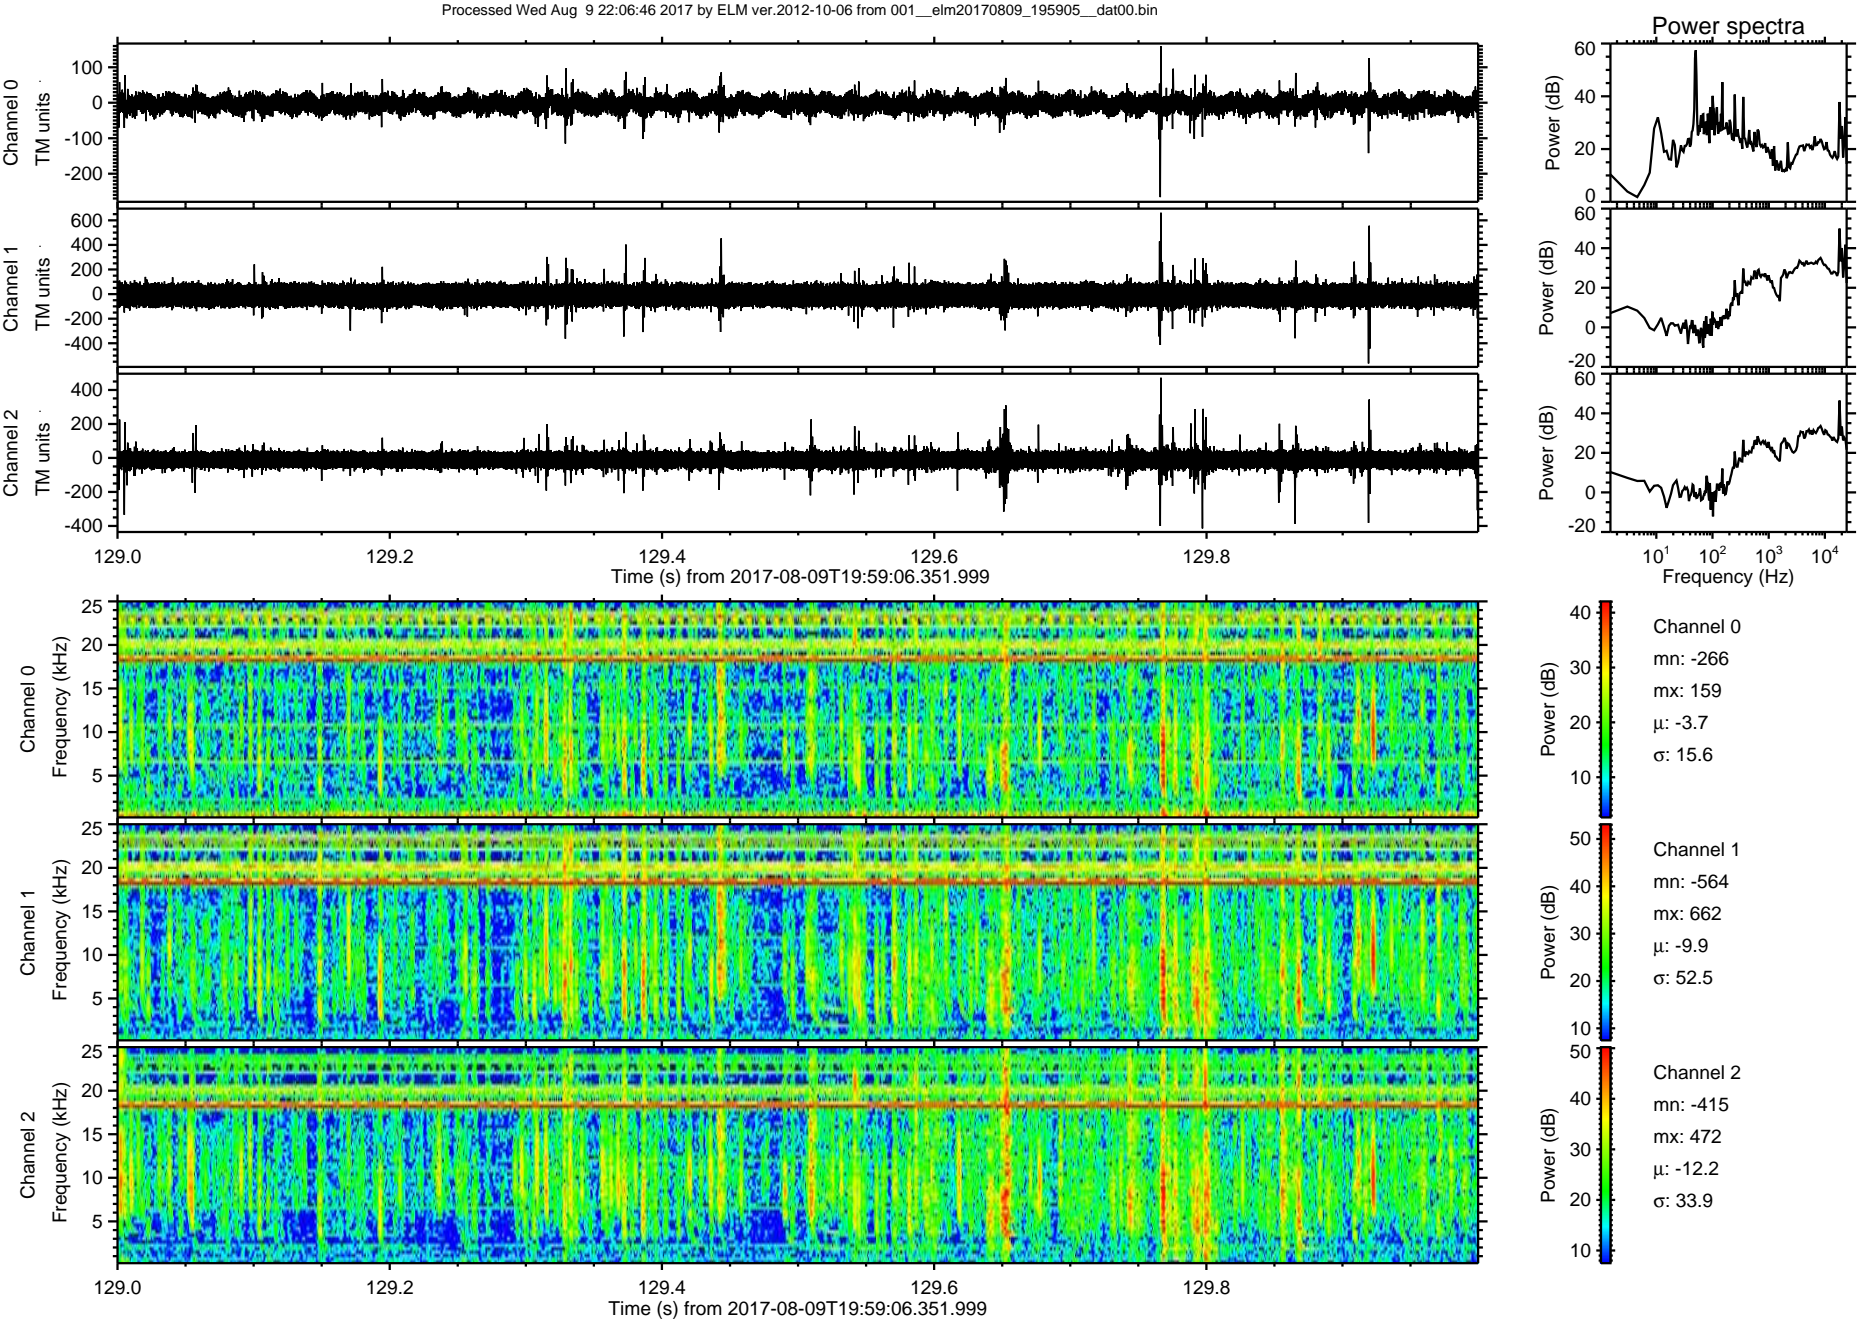 Processed Wed Aug 9 22:06:46 2017 by ELM ver.2012-10-06 from 001__elm20170809_195905__dat00.bin
Power spectra
Channel 0
TM units
100
0
-100
-200
Power (dB)
60
40
20
0
Channel 1
TM units
600
400
200
0
-200
-400
Power (dB)
60
40
20
0
-20
Channel 2
TM units
400
200
0
-200
-400
Power (dB)
60
40
20
0
-20
129.0 129.2 129.4 129.6 129.8
Time (s) from 2017-08-09T19:59:06.351.999
10¹ 10² 10³ 10⁴
Frequency (Hz)
Channel 0
Frequency (kHz)
25
20
15
10
5
Power (dB)
40
30
20
10
Channel 0
mn: -266
mx: 159
μ: -3.7
σ: 15.6
Channel 1
Frequency (kHz)
25
20
15
10
5
Power (dB)
50
40
30
20
10
Channel 1
mn: -564
mx: 662
μ: -9.9
σ: 52.5
Channel 2
Frequency (kHz)
25
20
15
10
5
Power (dB)
50
40
30
20
10
Channel 2
mn: -415
mx: 472
μ: -12.2
σ: 33.9
129.0 129.2 129.4 129.6 129.8
Time (s) from 2017-08-09T19:59:06.351.999